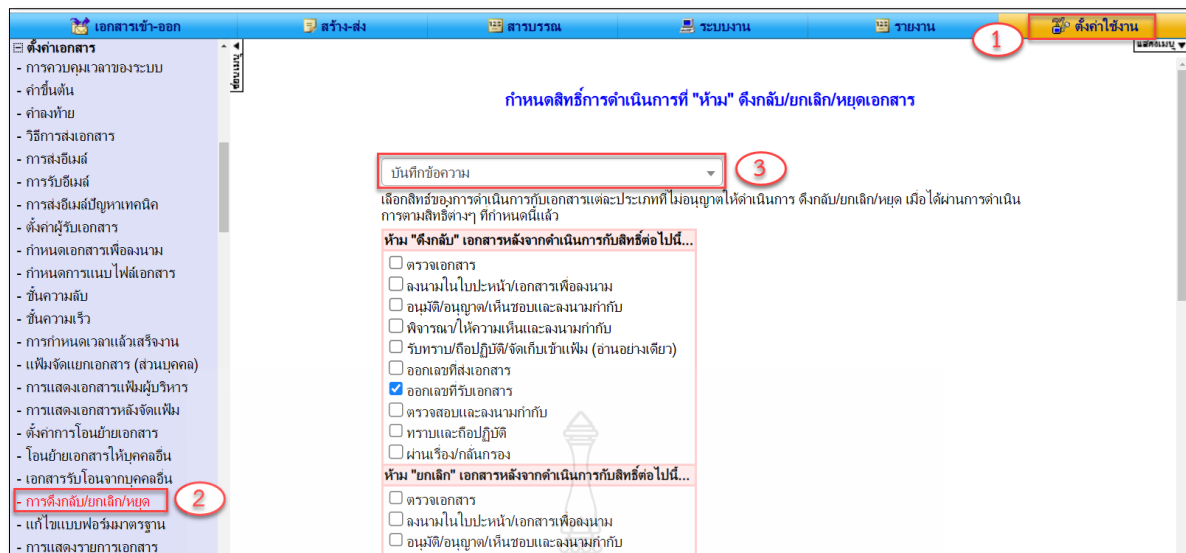 เอกสารเข้า-ออก
สร้าง-ส่ง
สารบรรณ
ระบบงาน
รายงาน
ตั้งค่าใช้งาน
1
แสดงเมนู
ซ่อนเมนู
ตั้งค่าเอกสาร
- การควบคุมเวลาของระบบ
- คำขึ้นต้น
- คำลงท้าย
- วิธีการส่งเอกสาร
- การส่งอีเมล์
- การรับอีเมล์
- การส่งอีเมล์ปัญหาเทคนิค
- ตั้งค่าผู้รับเอกสาร
- กำหนดเอกสารเพื่อลงนาม
- กำหนดการแนบไฟล์เอกสาร
- ชั้นความลับ
- ชั้นความเร็ว
- การกำหนดเวลาแล้วเสร็จงาน
- แฟ้มจัดแยกเอกสาร (ส่วนบุคคล)
- การแสดงเอกสารแฟ้มผู้บริหาร
- การแสดงเอกสารหลังจัดแฟ้ม
- ตั้งค่าการโอนย้ายเอกสาร
- โอนย้ายเอกสารให้บุคคลอื่น
- เอกสารรับโอนจากบุคคลอื่น
- การดึงกลับ/ยกเลิก/หยุด
2
- แก้ไขแบบฟอร์มมาตรฐาน
- การแสดงรายการเอกสาร
กำหนดสิทธิ์การดำเนินการที่ "ห้าม" ดึงกลับ/ยกเลิก/หยุดเอกสาร
บันทึกข้อความ
3
เลือกสิทธ์ของการดำเนินการกับเอกสารแต่ละประเภทที่ไม่อนุญาตให้ดำเนินการ ดึงกลับ/ยกเลิก/หยุด เมื่อได้ผ่านการดำเนิน
การตามสิทธิต่างๆ ที่กำหนดนี้แล้ว
ห้าม "ดึงกลับ" เอกสารหลังจากดำเนินการกับสิทธิ์ต่อไปนี้...
ตรวจเอกสาร
ลงนามในใบปะหน้า/เอกสารเพื่อลงนาม
อนุมัติ/อนุญาต/เห็นชอบและลงนามกำกับ
พิจารณา/ให้ความเห็นและลงนามกำกับ
รับทราบ/ถือปฏิบัติ/จัดเก็บเข้าแฟ้ม (อ่านอย่างเดียว)
ออกเลขที่ส่งเอกสาร
ออกเลขที่รับเอกสาร
ตรวจสอบและลงนามกำกับ
ทราบและถือปฏิบัติ
ผ่านเรื่อง/กลั่นกรอง
ห้าม "ยกเลิก" เอกสารหลังจากดำเนินการกับสิทธิ์ต่อไปนี้...
ตรวจเอกสาร
ลงนามในใบปะหน้า/เอกสารเพื่อลงนาม
อนุมัติ/อนุญาต/เห็นชอบและลงนามกำกับ